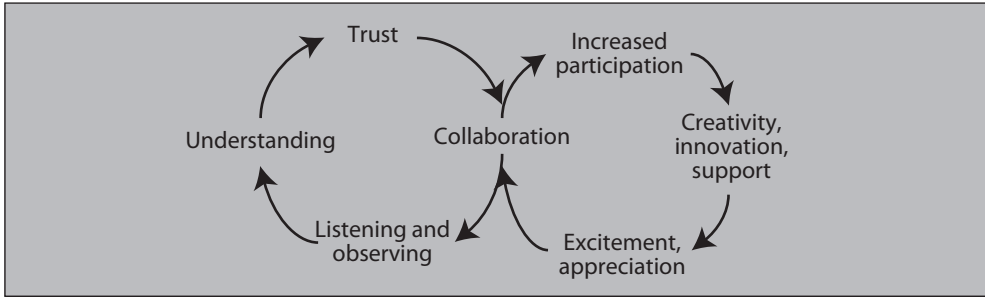 Trust
Increased
participation
Understanding
Collaboration
Creativity,
innovation,
support
Listening and
observing
Excitement,
appreciation